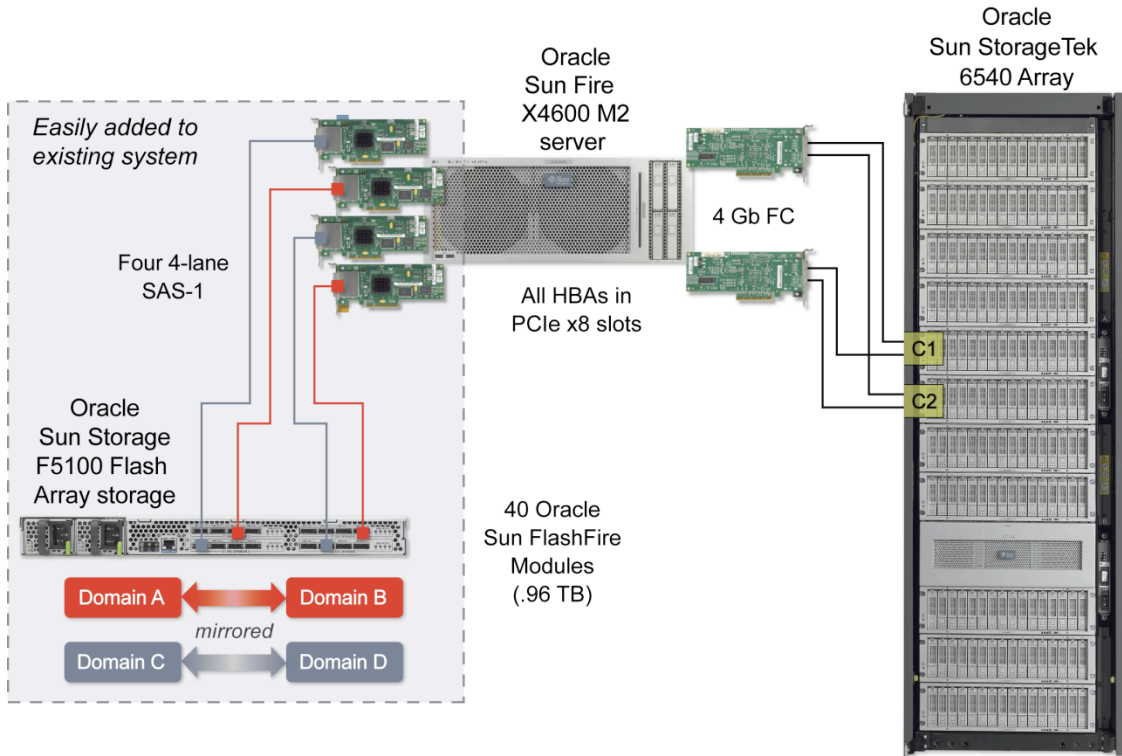 Oracle
Sun StorageTek
6540 Array
Oracle
Sun Fire
X4600 M2
server
Easily added to
existing system
4 Gb FC
Four 4-lane
SAS-1
All HBAs in
PCIe x8 slots
C1
C2
Oracle
Sun Storage
F5100 Flash
Array storage
40 Oracle
Sun FlashFire
Modules
(.96 TB)
Domain A
Domain B
mirrored
Domain C
Domain D